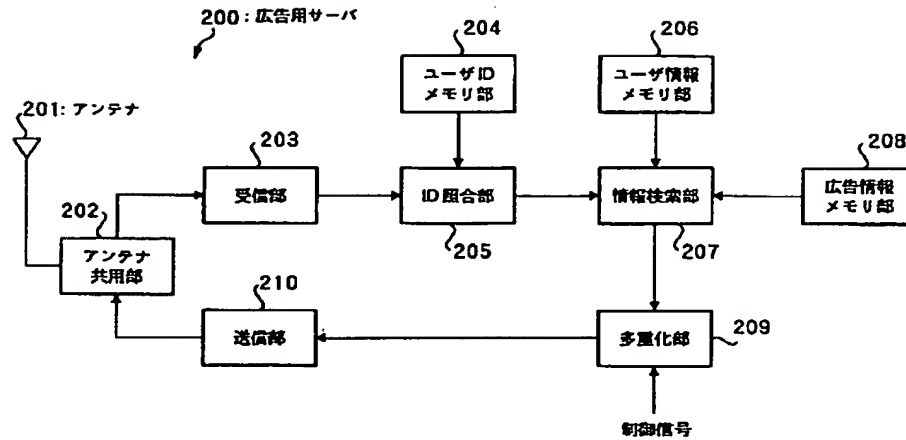 200:広告用サーバ
204
206
ユーザID
メモリ部
ユーザ情報
メモリ部
201:アンテナ
203
208
受信部
ID照合部
情報検索部
広告情報
メモリ部
202
205
207
アンテナ
共用部
210
送信部
多重化部
209
制御信号